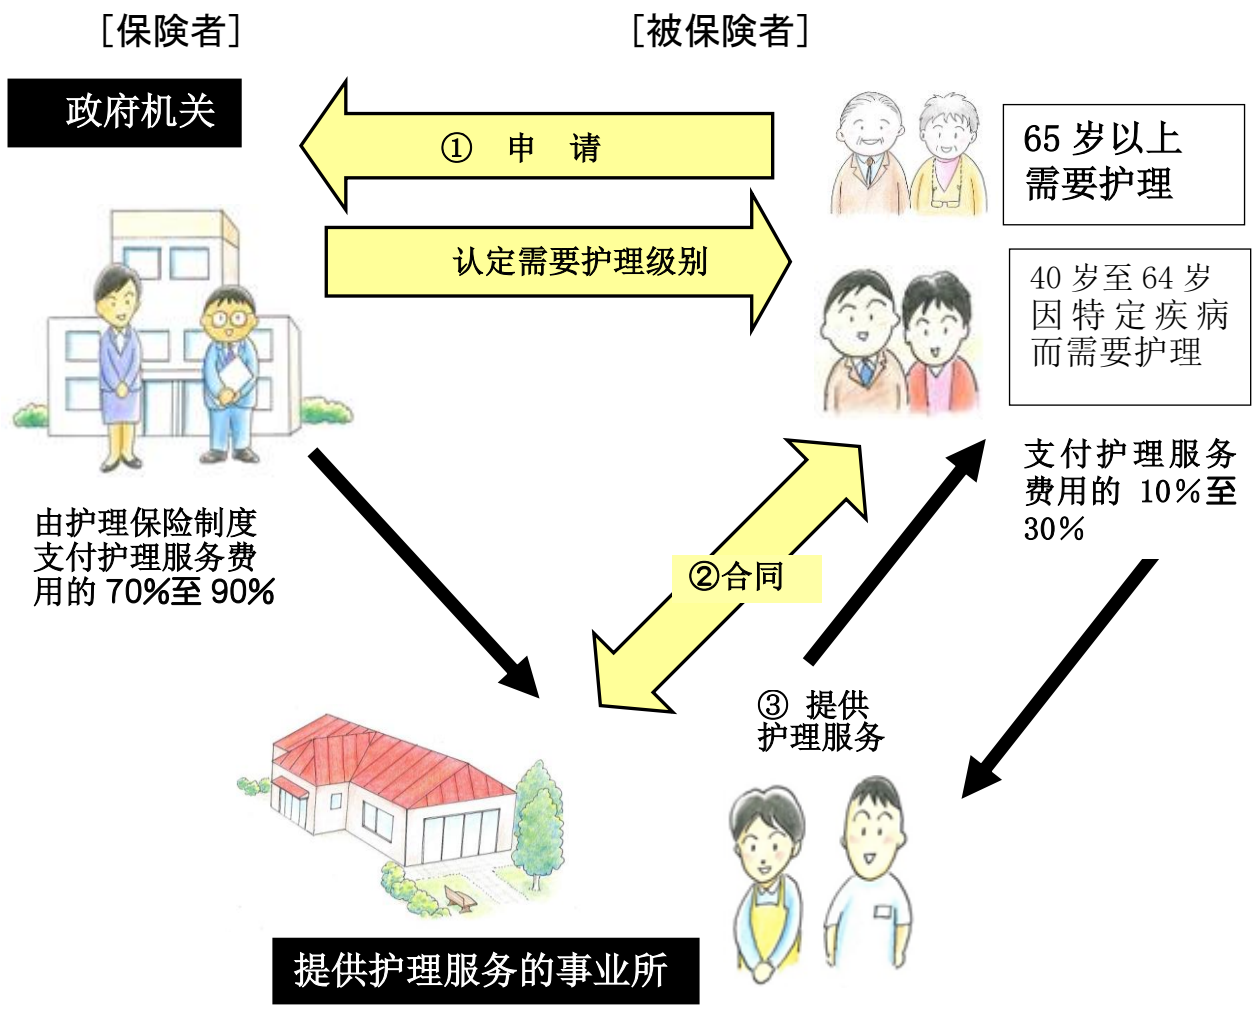 ［保険者］
［被保険者］
政府机关
① 申 请
65 岁以上
需要护理
认定需要护理级别
40 岁至 64 岁
因特定疾病
而需要护理
支付护理服务
费用的 10％至
30％
由护理保险制度
支付护理服务费
用的 70%至 90%
②合同
③ 提供
护理服务
提供护理服务的事业所